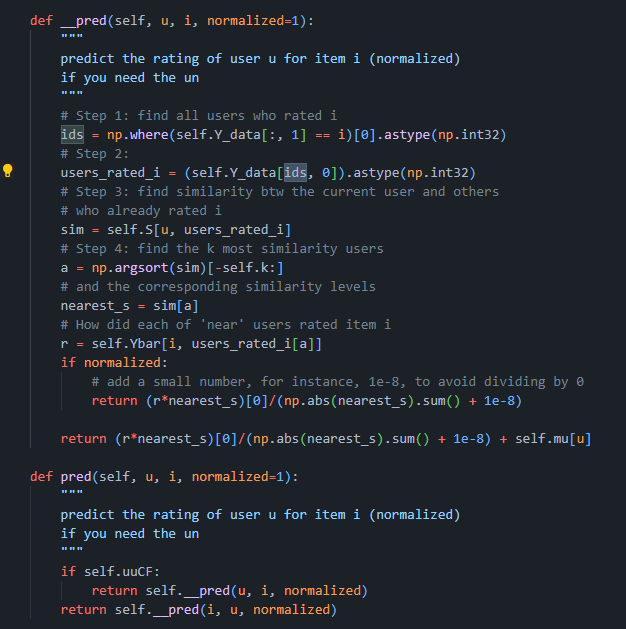 def __pred(self, u, i, normalized=1):
"""
predict the rating of user u for item i (normalized)
if you need the un
"""
# Step 1: find all users who rated i
ids = np.where(self.Y_data[:, 1] == i)[0].astype(np.int32)
# Step 2:
users_rated_i = (self.Y_data[ids, 0]).astype(np.int32)
# Step 3: find similarity btw the current user and others
# who already rated i
sim = self.S[u, users_rated_i]
# Step 4: find the k most similarity users
a = np.argsort(sim)[-self.k:]
# and the corresponding similarity levels
nearest_s = sim[a]
# How did each of 'near' users rated item i
r = self.Ybar[i, users_rated_i[a]]
if normalized:
# add a small number, for instance, 1e-8, to avoid dividing by 0
return (r*nearest_s)[0]/(np.abs(nearest_s).sum() + 1e-8)
return (r*nearest_s)[0]/(np.abs(nearest_s).sum() + 1e-8) + self.mu[u]
def pred(self, u, i, normalized=1):
"""
predict the rating of user u for item i (normalized)
if you need the un
"""
if self.uuCF:
return self.__pred(u, i, normalized)
return self.__pred(i, u, normalized)